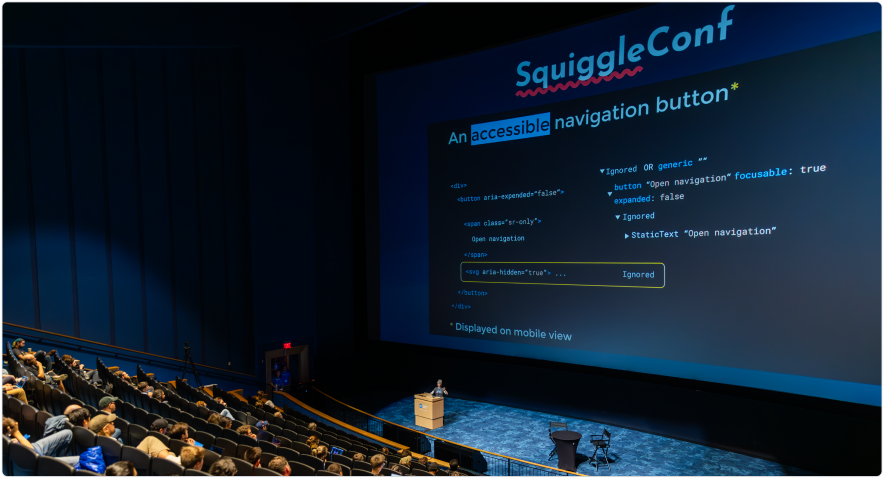 SquiggleConf
An accessible navigation button*
<div>
<button aria-expended="false">
<span class="sr-only">
Open navigation
</span>
<svg aria-hidden="true"> ... Ignored
</button>
</div>
* Displayed on mobile view
▼Ignored OR generic ""
▼ button "Open navigation" focusable: true
expanded: false
▼Ignored
▶StaticText "Open navigation"